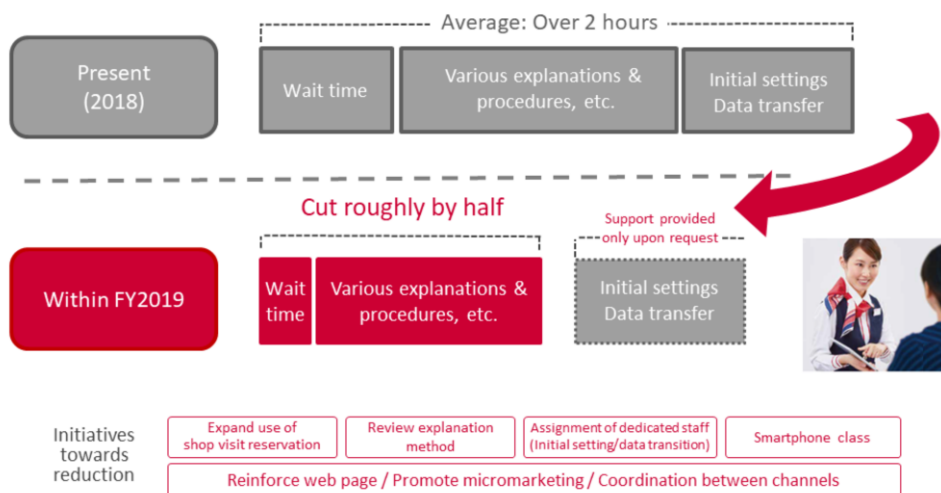 Average: Over 2 hours
Present
(2018)
Wait time
Various explanations &
procedures, etc.
Initial settings
Data transfer
Cut roughly by half
Support provided
only upon request
Within FY2019
Wait
time
Various explanations &
procedures, etc.
Initial settings
Data transfer
Initiatives
towards
reduction
Expand use of
shop visit reservation
Review explanation
method
Assignment of dedicated staff
(Initial setting/data transition)
Smartphone class
Reinforce web page / Promote micromarketing / Coordination between channels